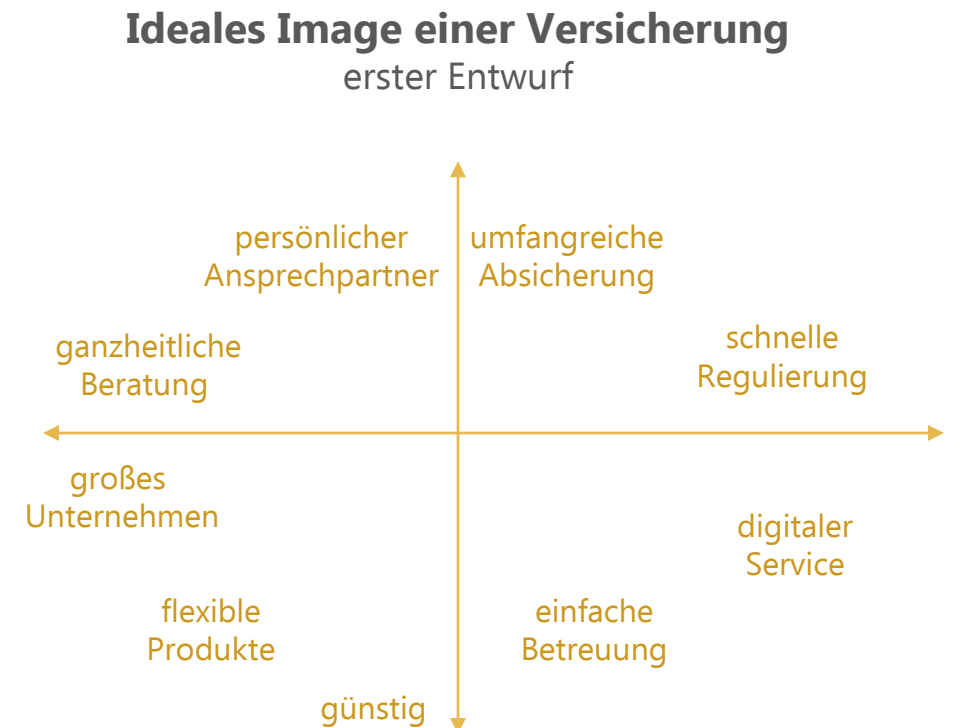 Ideales Image einer Versicherung
erster Entwurf
persönlicher
Ansprechpartner
umfangreiche
Absicherung
ganzheitliche
Beratung
schnelle
Regulierung
großes
Unternehmen
digitaler
Service
flexible
Produkte
einfache
Betreuung
günstig